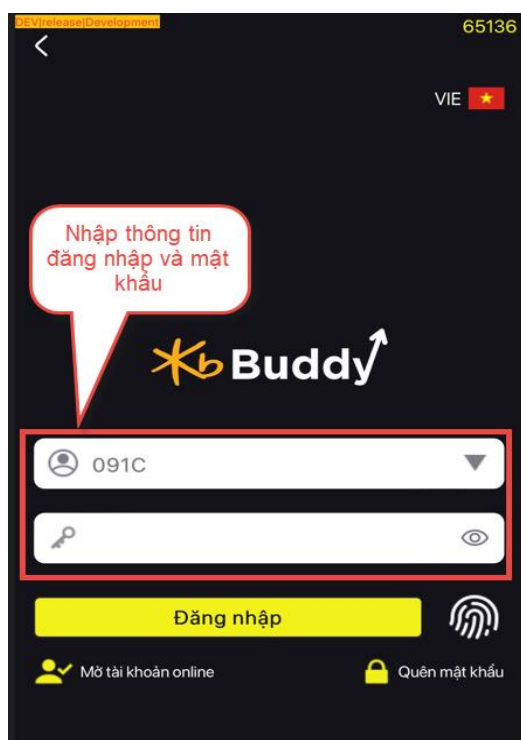 DEV|release|Development
65136
VIE
Nhập thông tin
đăng nhập và mật
khẩu
Kb Buddy
091C
Đăng nhập
Mở tài khoản online
Quên mật khẩu